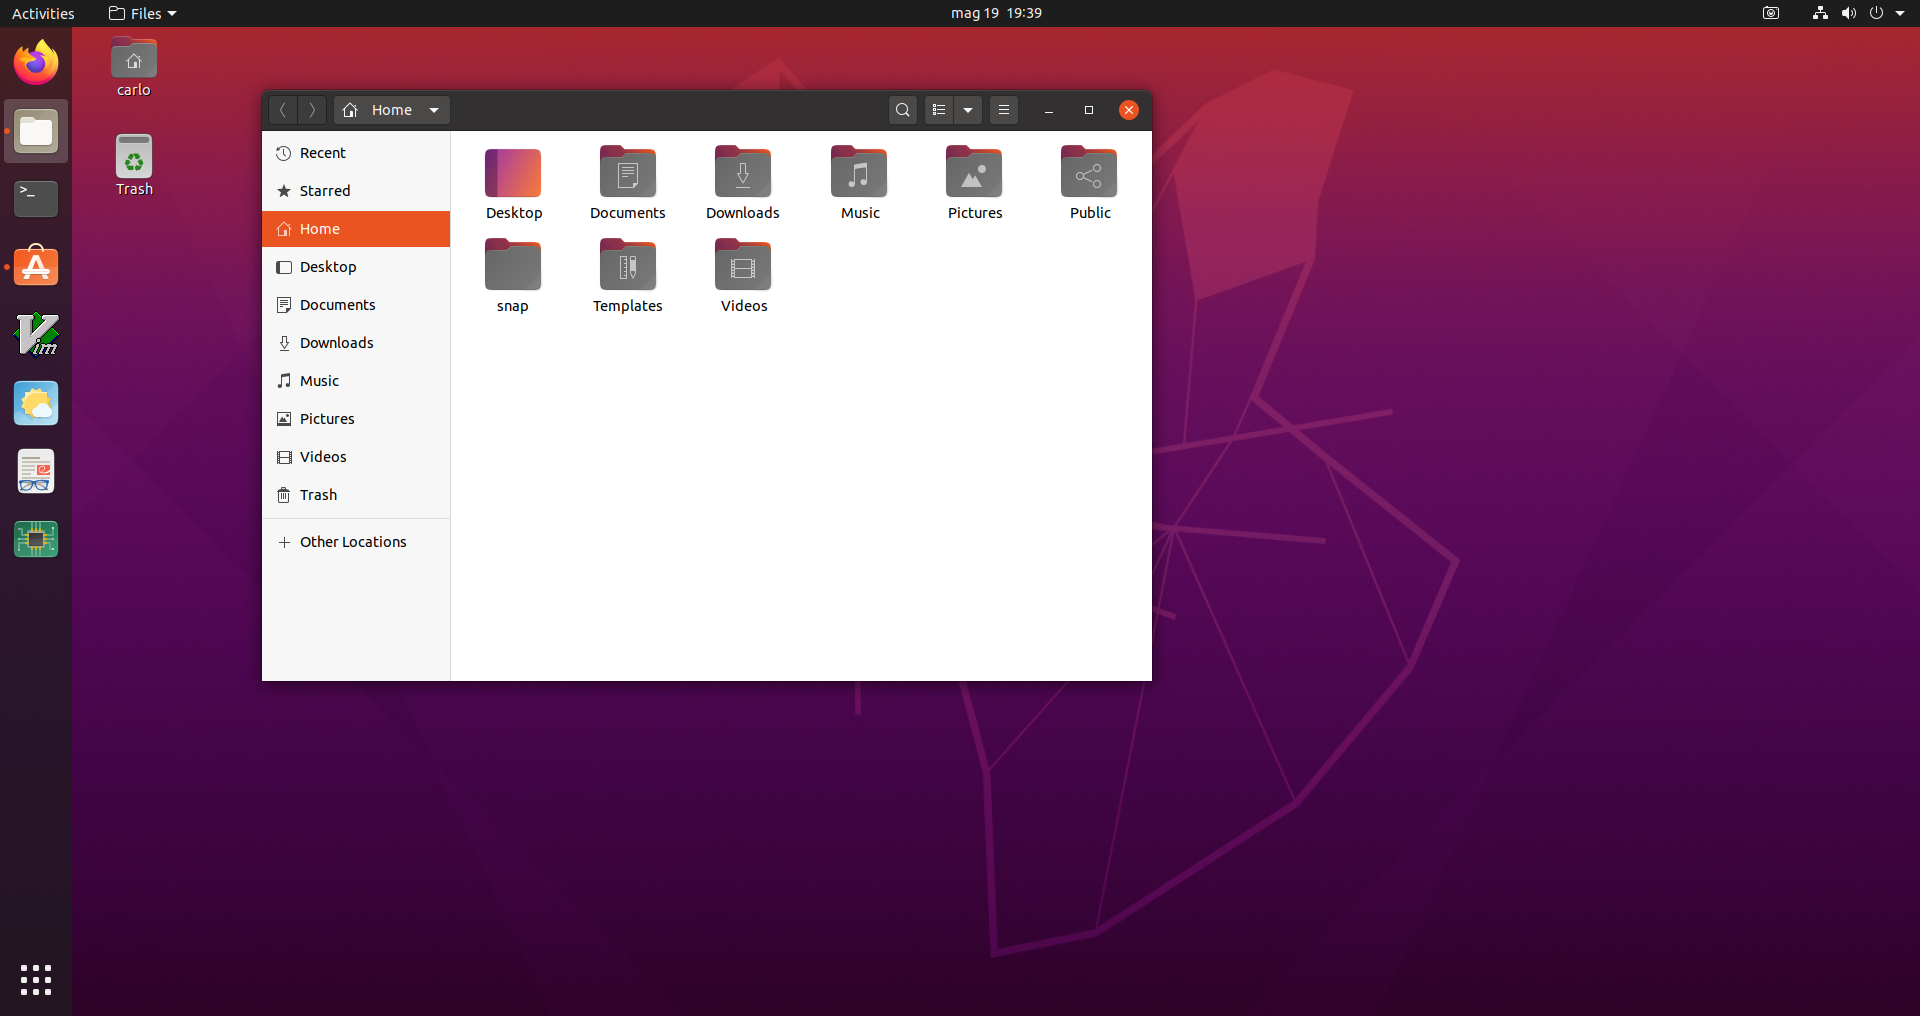 Activities
Files
mag 19 19:39
carlo
Trash
Home
Recent
Starred
Home
Desktop
Documents
Downloads
Music
Pictures
Videos
Trash
Other Locations
Desktop
Documents
Downloads
Music
Pictures
Public
snap
Templates
Videos
>_
Vim